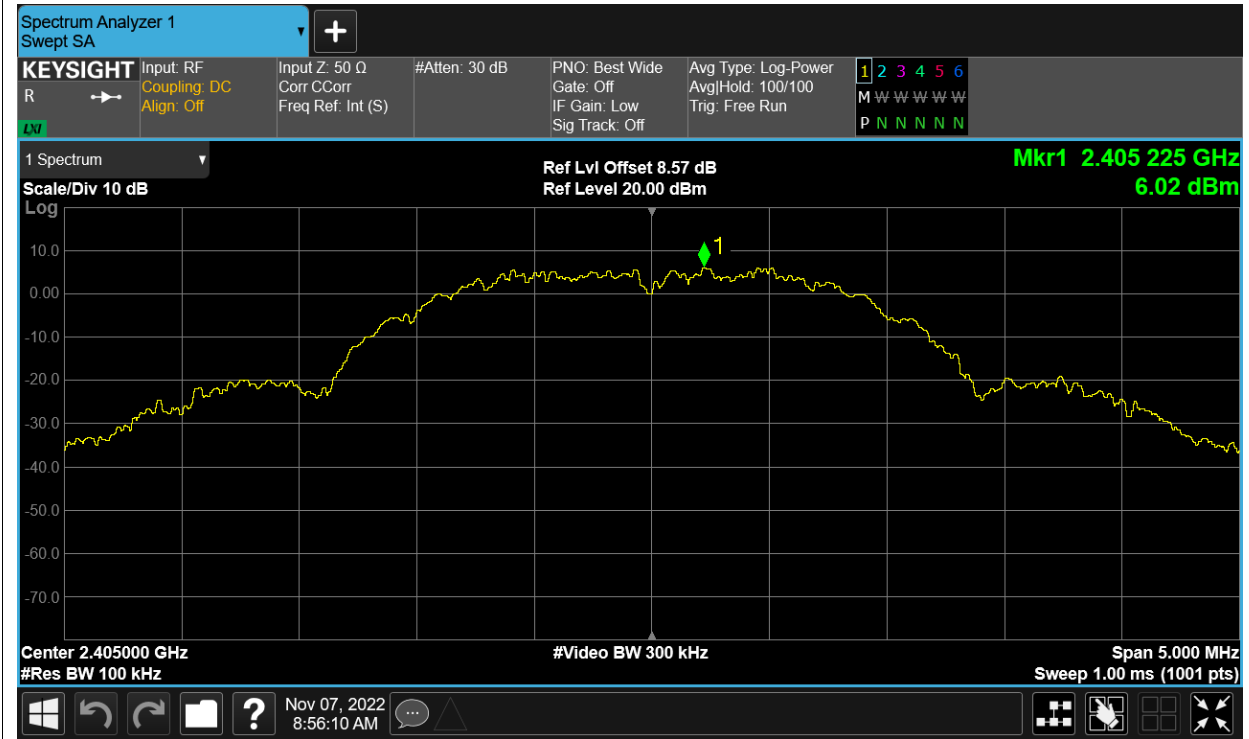 Spectrum Analyzer 1
Swept SA
KEYSIGHT
R
LXI
Input: RF
Coupling: DC
Align: Off
Input Z: 50 Ω
Corr CCorr
Freq Ref: Int (S)
#Atten: 30 dB
PNO: Best Wide
Gate: Off
IF Gain: Low
Sig Track: Off
Avg Type: Log-Power
Avg|Hold: 100/100
Trig: Free Run
1 2 3 4 5 6
M W W W W W
P N N N N N
1 Spectrum
Scale/Div 10 dB
Log
Ref Lvl Offset 8.57 dB
Ref Level 20.00 dBm
Mkr1 2.405 225 GHz
6.02 dBm
1
10.0
0.00
-10.0
-20.0
-30.0
-40.0
-50.0
-60.0
-70.0
Center 2.405000 GHz
#Video BW 300 kHz
Span 5.000 MHz
#Res BW 100 kHz
Sweep 1.00 ms (1001 pts)
?
Nov 07, 2022
8:56:10 AM